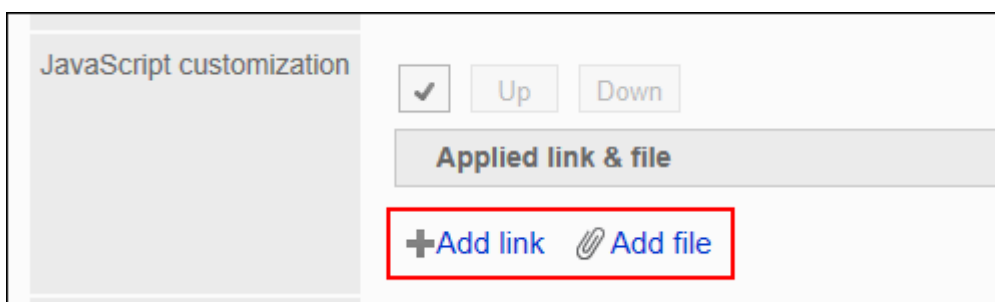 JavaScript customization
Up Down
Applied link & file
Add link Add file